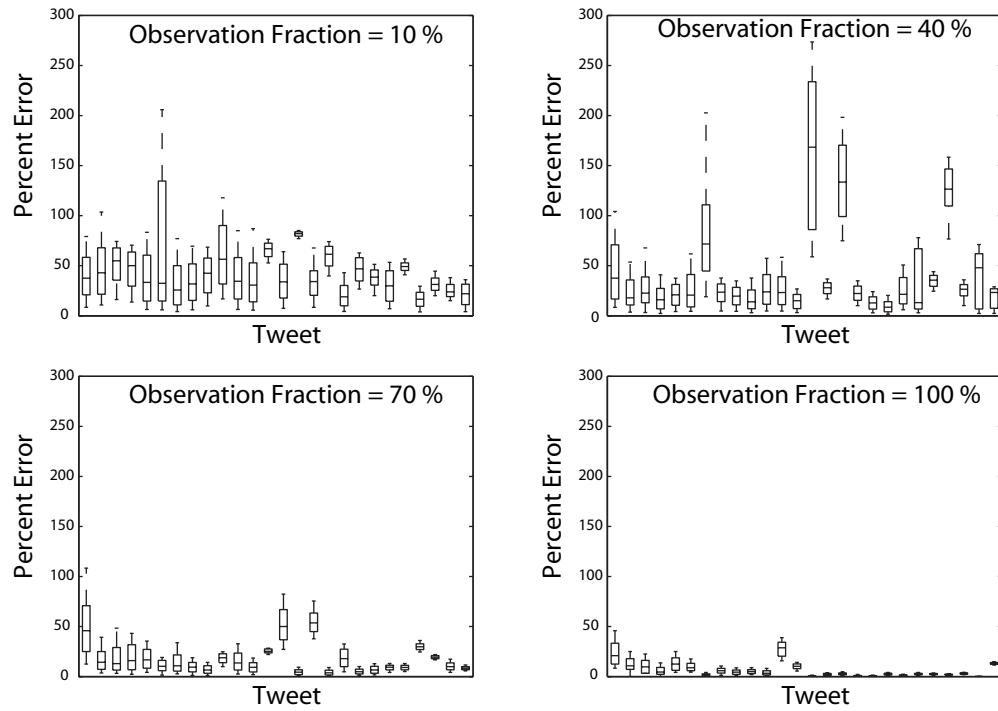 Observation Fraction = 10 %
Percent Error
300
250
200
150
100
50
0
Tweet
Observation Fraction = 40 %
Percent Error
300
250
200
150
100
50
0
Tweet
Observation Fraction = 70 %
Percent Error
300
250
200
150
100
50
0
Tweet
Observation Fraction = 100 %
Percent Error
300
250
200
150
100
50
0
Tweet